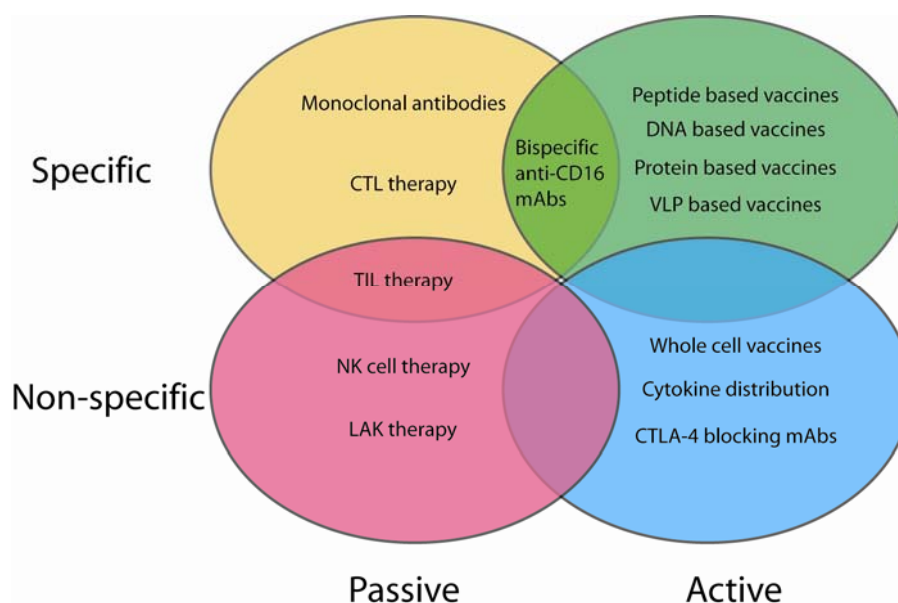 Specific
Monoclonal antibodies
CTL therapy
Bispecific
anti-CD16
mAbs
Peptide based vaccines
DNA based vaccines
Protein based vaccines
VLP based vaccines
TIL therapy
Non-specific
NK cell therapy
LAK therapy
Whole cell vaccines
Cytokine distribution
CTLA-4 blocking mAbs
Passive
Active